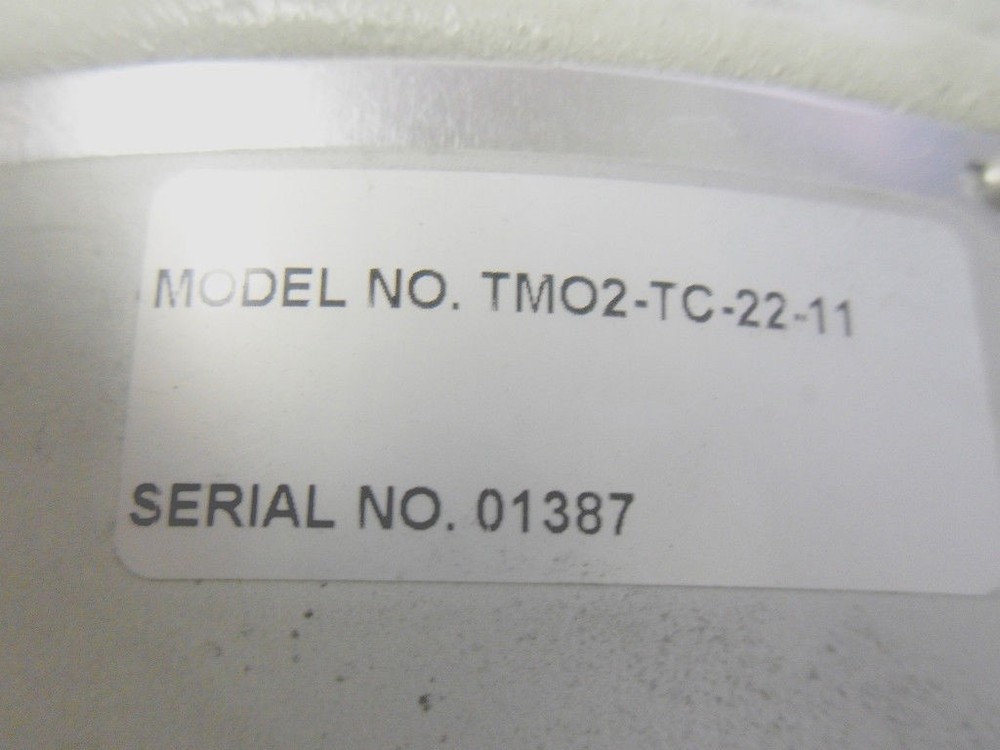 MODEL NO. TMO2-TC-22-11
SERIAL NO. 01387